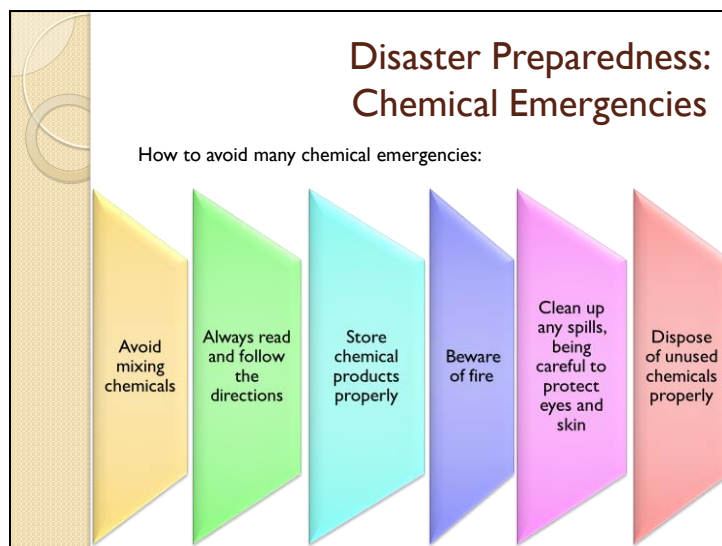 Disaster Preparedness:
Chemical Emergencies
How to avoid many chemical emergencies:
Avoid
mixing
chemicals
Always read
and follow
the
directions
Store
chemical
products
properly
Beware
of fire
Clean up
any spills,
being
careful to
protect
eyes and
skin
Dispose
of unused
chemicals
properly